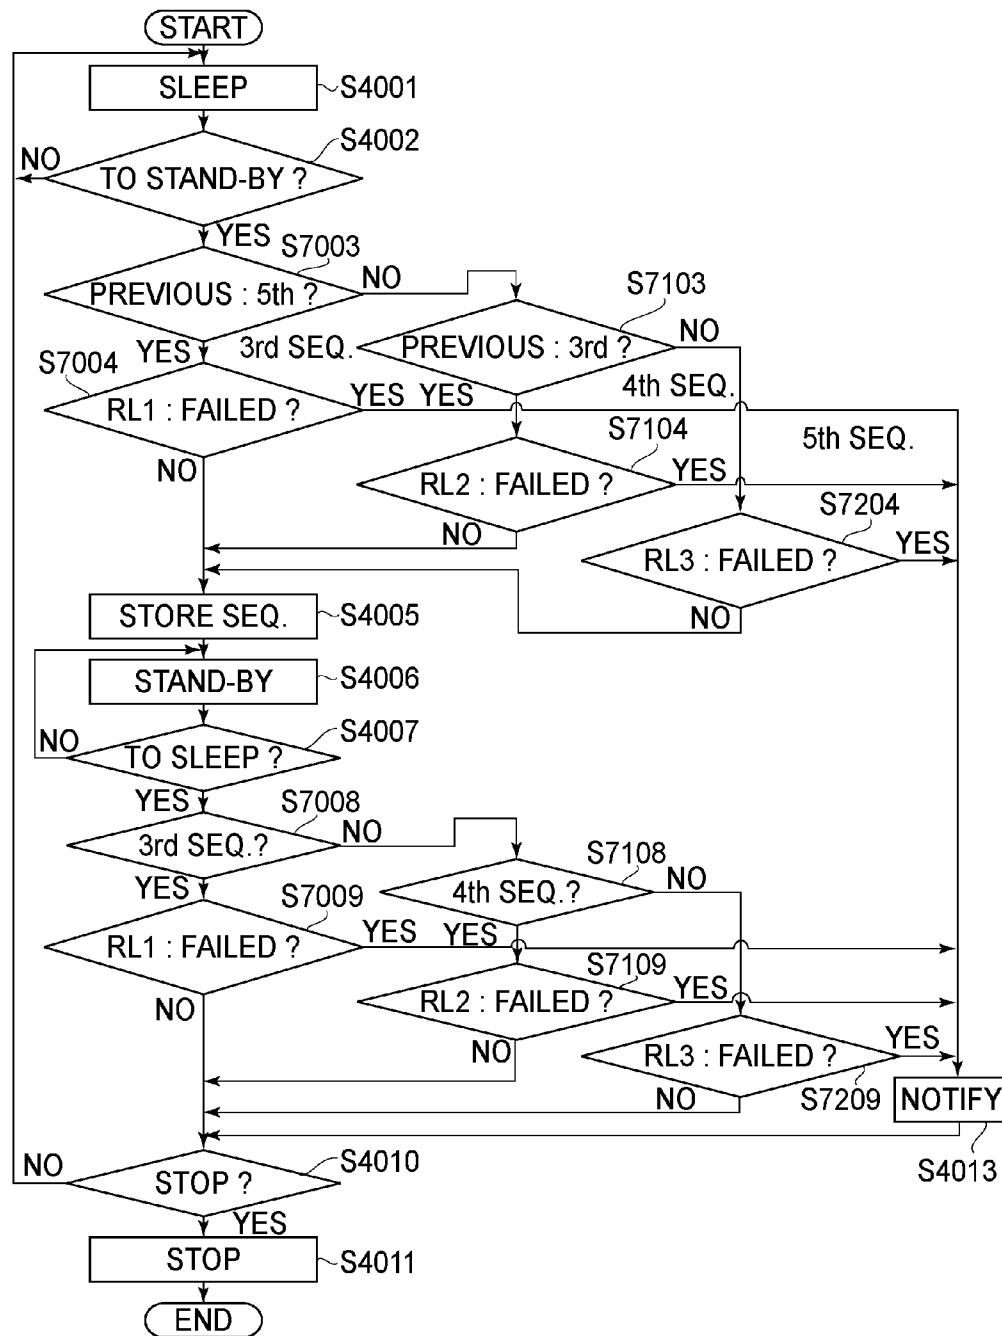 START
SLEEP
S4001
S4002
NO
TO STAND-BY ?
YES
S7003
NO
PREVIOUS : 5th ?
S7103
NO
YES
3rd SEQ.
PREVIOUS : 3rd ?
S7004
4th SEQ.
YES
YES
RL1 : FAILED ?
S7104
5th SEQ.
NO
YES
RL2 : FAILED ?
S7204
NO
YES
RL3 : FAILED ?
NO
STORE SEQ.
S4005
STAND-BY
S4006
S4007
NO
TO SLEEP ?
YES
S7008
NO
3rd SEQ.?
S7108
NO
YES
4th SEQ.?
S7009
YES
YES
RL1 : FAILED ?
S7109
YES
NO
RL2 : FAILED ?
YES
NO
RL3 : FAILED ?
S7209
NO
NOTIFY
S4013
S4010
NO
STOP ?
YES
STOP
S4011
END